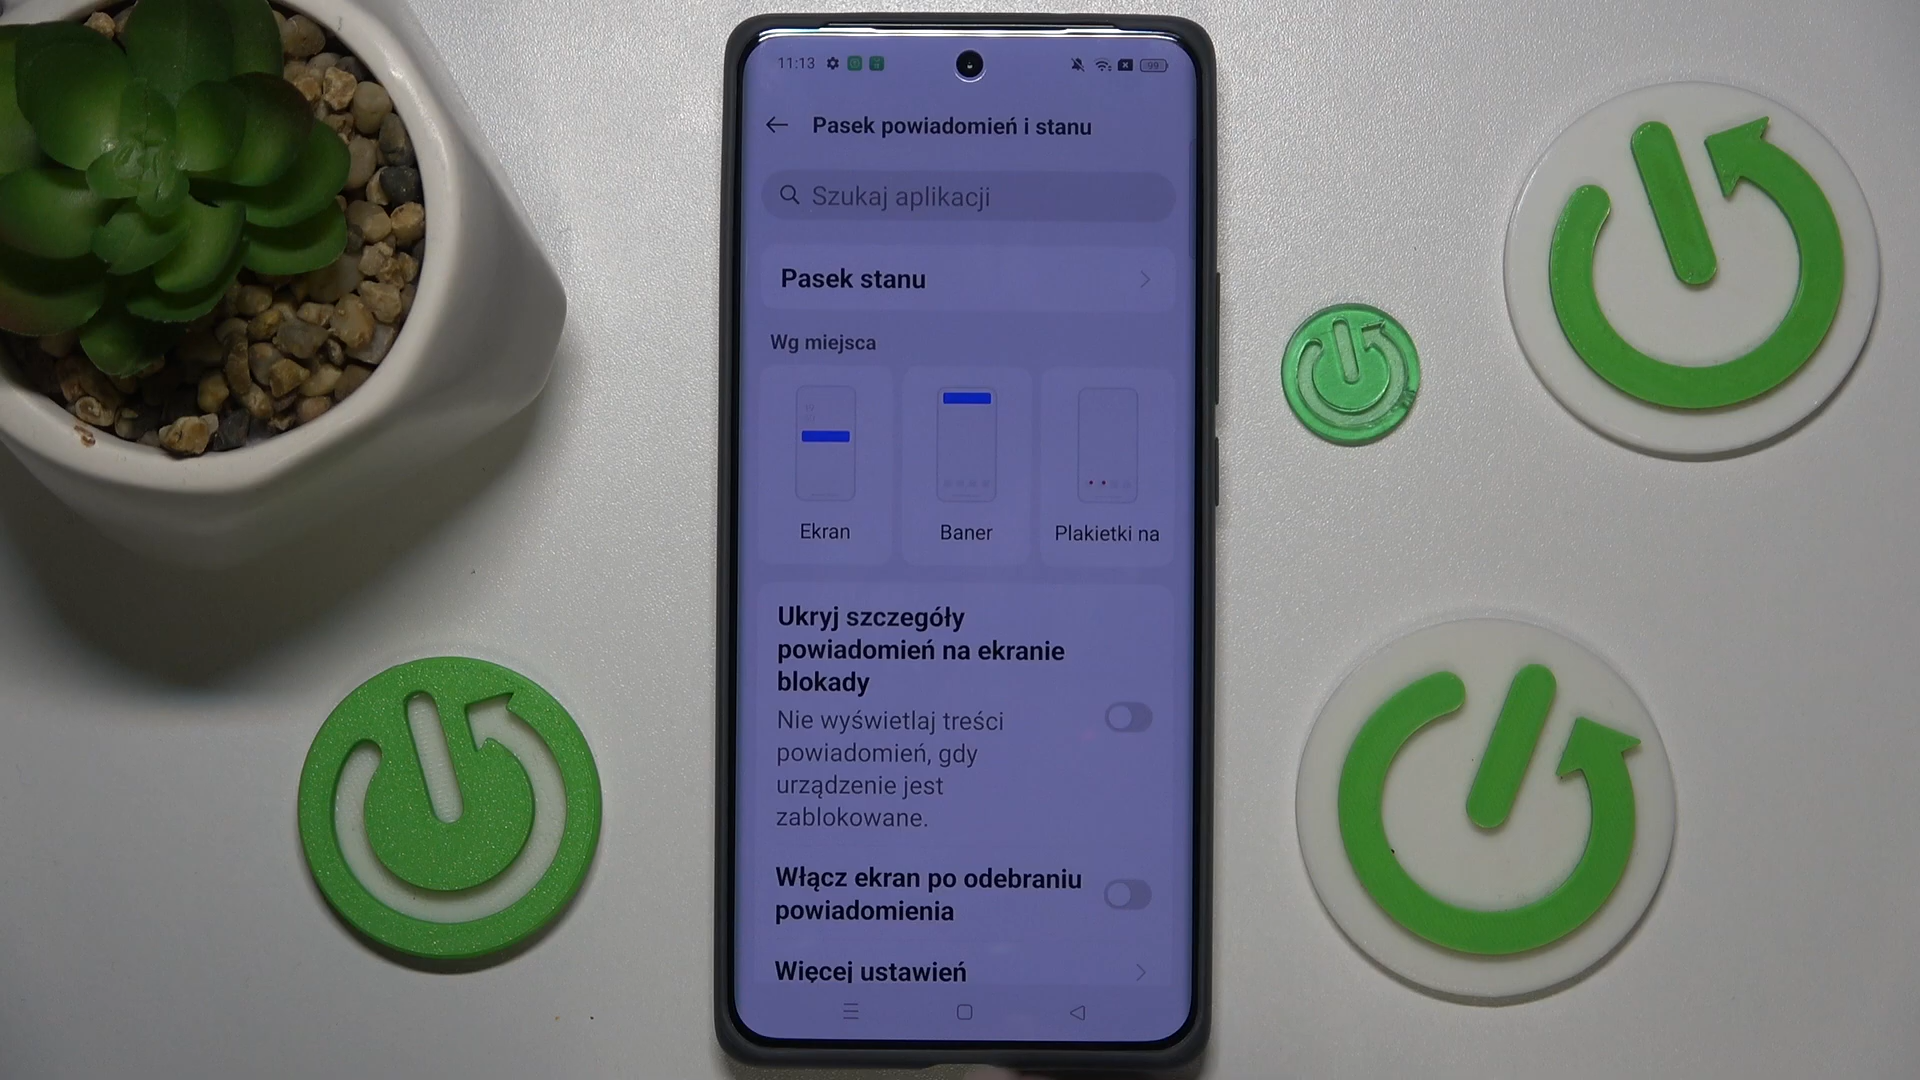 11:13
99
Pasek powiadomień i stanu
Szukaj aplikacji
Pasek stanu
Wg miejsca
Ekran
Baner
Plakietki na
Ukryj szczegóły
powiadomień na ekranie
blokady
Nie wyświetlaj treści
powiadomień, gdy
urządzenie jest
zablokowane.
Włącz ekran po odebraniu
powiadomienia
Więcej ustawień